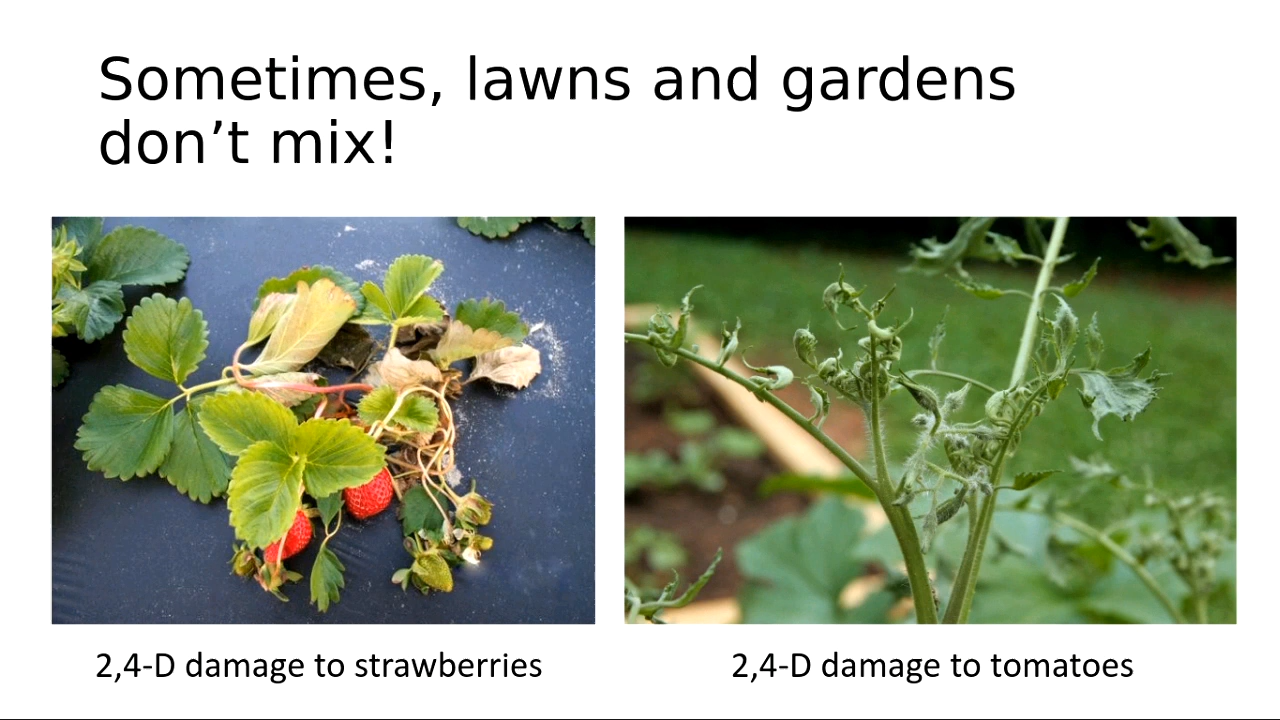 Sometimes, lawns and gardens
don’t mix!
2,4-D damage to strawberries
2,4-D damage to tomatoes